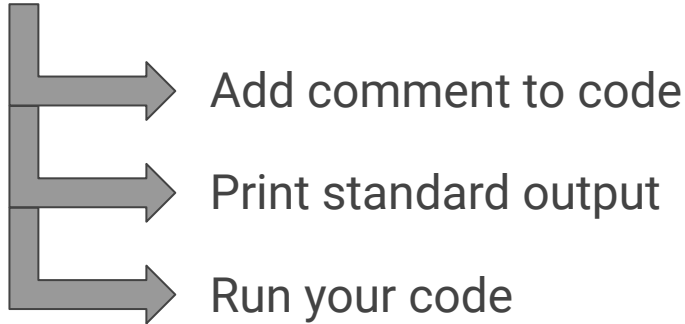 Add comment to code
Print standard output
Run your code